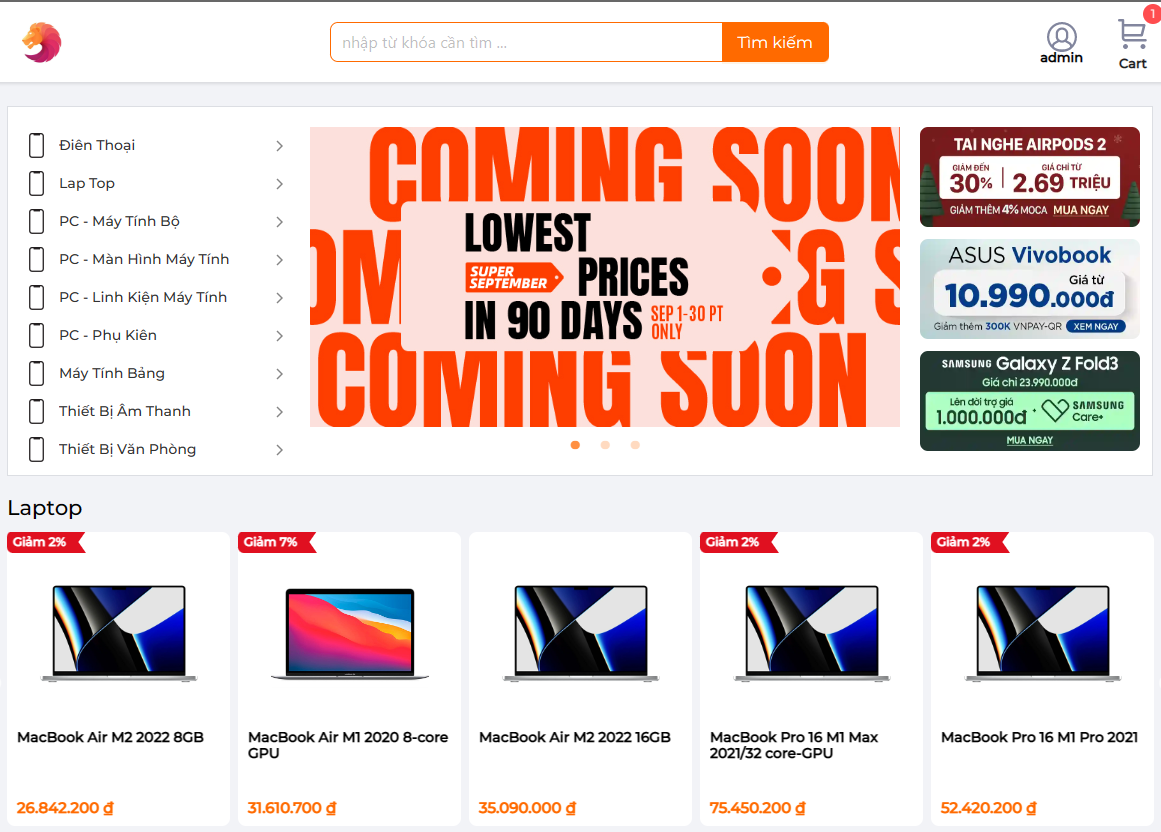 nhập từ khóa cần tìm ...
Tìm kiếm
admin
1
Cart
Điên Thoại
Lap Top
PC - Máy Tính Bộ
PC - Màn Hình Máy Tính
PC - Linh Kiện Máy Tính
PC - Phụ Kiên
Máy Tính Bảng
Thiết Bị Âm Thanh
Thiết Bị Văn Phòng
COMING SOON
OMING SOON
COMING SOON
LOWEST
SUPER
SEPTEMBER
PRICES
IN 90 DAYS
SEP 1-30 PT
ONLY
TAI NGHE AIRPODS 2
GIẢM ĐẾN
30%
GIÁ CHỈ TỪ
2.69 TRIỆU
GIẢM THÊM 4% MOCA MUA NGAY
ASUS Vivobook
Giá từ
10.990.000đ
Giảm thêm 300K VNPAY-QR XEM NGAY
SAMSUNG Galaxy Z Fold3
Giá chỉ 23.990.000đ
Lên đời trợ giá
1.000.000đ
+
SAMSUNG
Care+
MUA NGAY
Laptop
Giảm 2%
MacBook Air M2 2022 8GB
26.842.200 ₫
Giảm 7%
MacBook Air M1 2020 8-core
GPU
31.610.700 ₫
MacBook Air M2 2022 16GB
35.090.000 ₫
Giảm 2%
MacBook Pro 16 M1 Max
2021/32 core-GPU
75.450.200 ₫
Giảm 2%
MacBook Pro 16 M1 Pro 2021
52.420.200 ₫